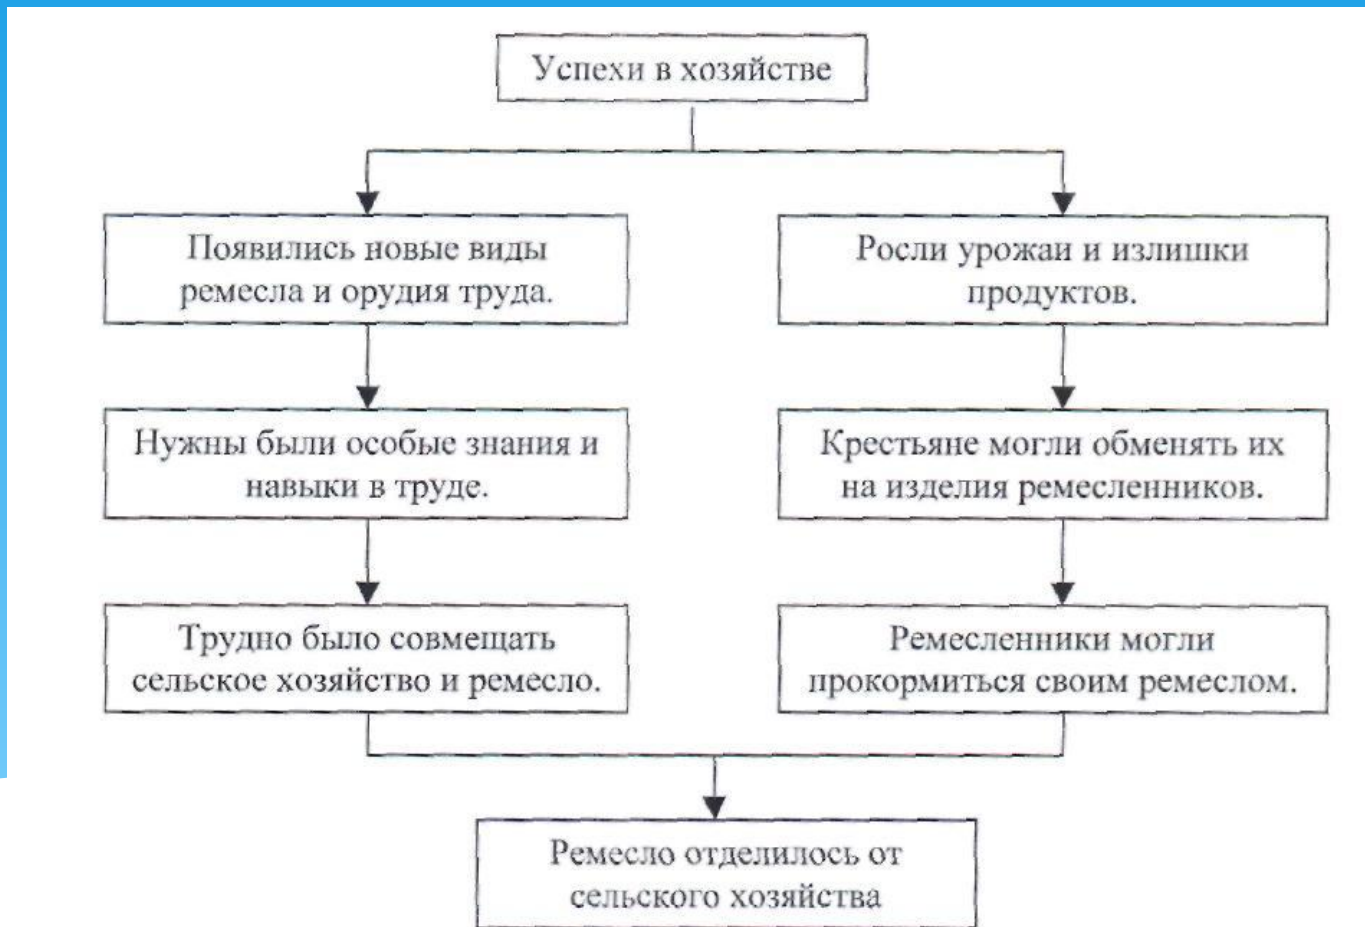 Успехи в хозяйстве
Появились новые виды
ремесла и орудия труда.
Росли урожаи и излишки
продуктов.
Нужны были особые знания и
навыки в труде.
Крестьяне могли обменять их
на изделия ремесленников.
Трудно было совмещать
сельское хозяйство и ремесло.
Ремесленники могли
прокормиться своим ремеслом.
Ремесло отделилось от
сельского хозяйства